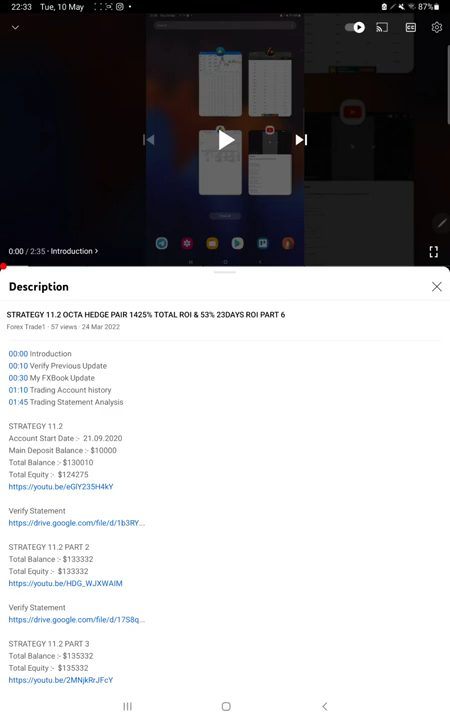 22:33 Tue, 10 May
87%
CC
0:00 / 2:35 · Introduction >
Description
STRATEGY 11.2 OCTA HEDGE PAIR 1425% TOTAL ROI & 53% 23DAYS ROI PART 6
Forex Trade1 · 57 views · 24 Mar 2022
00:00 Introduction
00:10 Verify Previous Update
00:30 My FXBook Update
01:10 Trading Account history
01:45 Trading Statement Analysis
STRATEGY 11.2
Account Start Date :- 21.09.2020
Main Deposit Balance :- $10000
Total Balance :- $130010
Total Equity :- $124275
https://youtu.be/eGlY235H4kY
Verify Statement
https://drive.google.com/file/d/1b3RY...
STRATEGY 11.2 PART 2
Total Balance :- $133332
Total Equity :- $133332
https://youtu.be/HDG_WJXWAlM
Verify Statement
https://drive.google.com/file/d/17S8q...
STRATEGY 11.2 PART 3
Total Balance :- $135332
Total Equity :- $135332
https://youtu.be/2MNjkRrJFcY